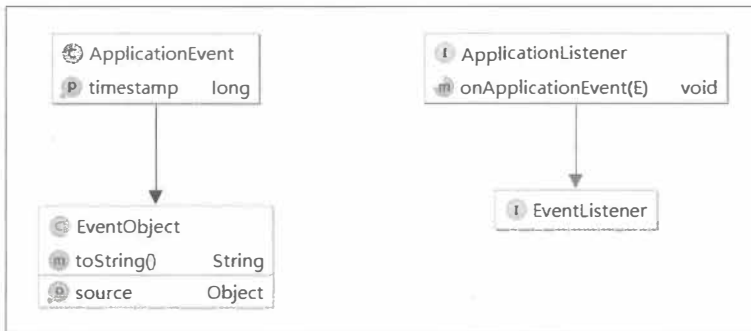 C ApplicationEvent
p timestamp long
I ApplicationListener
m onApplicationEvent(E) void
C EventObject
m toString() String
p source Object
I EventListener